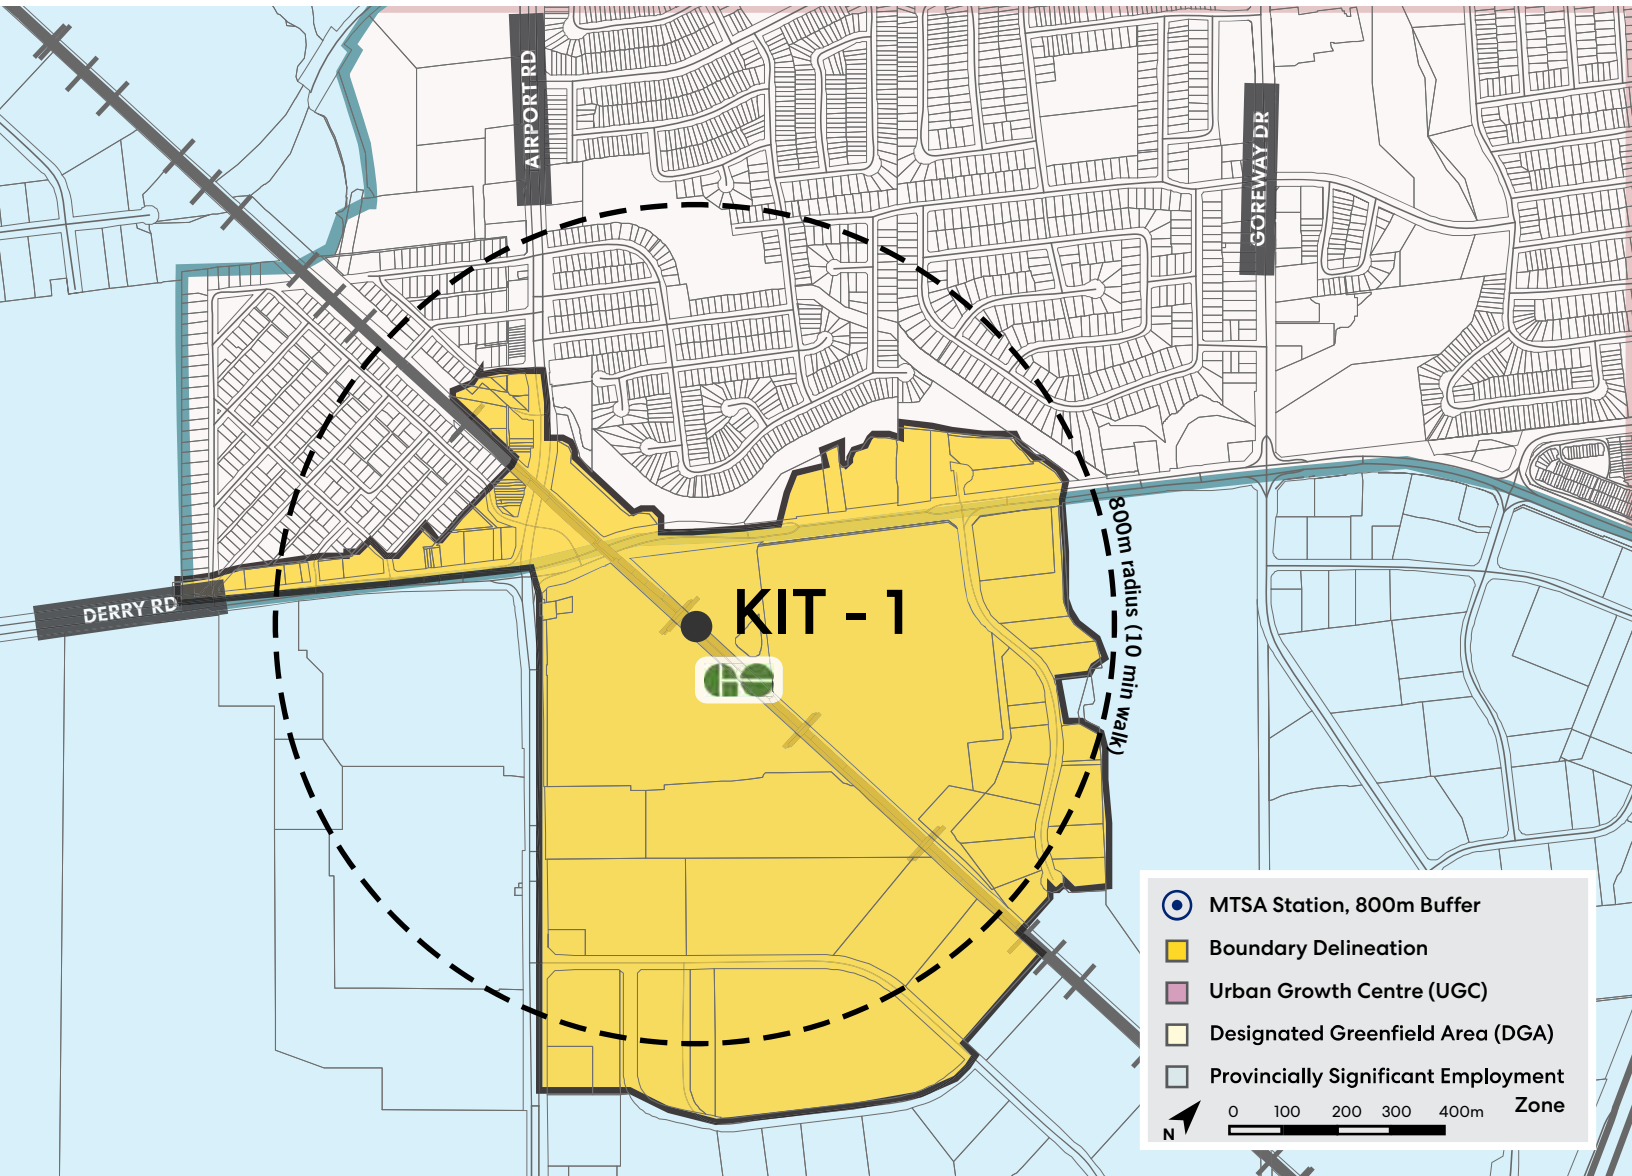 AIRPORT RD
GOREWAY DR
DERRY RD
KIT - 1
GO
800m radius (10 min walk)
MTSA Station, 800m Buffer
Boundary Delineation
Urban Growth Centre (UGC)
Designated Greenfield Area (DGA)
Provincially Significant Employment
Zone
N
0 100 200 300 400m